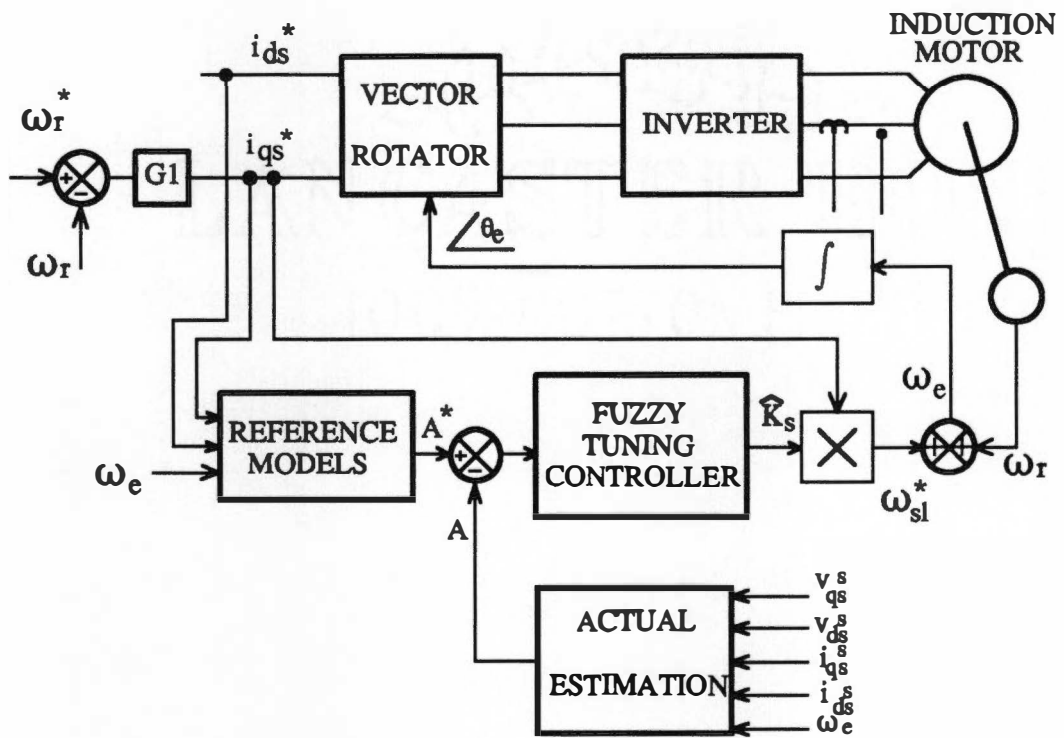 INDUCTION
MOTOR
i_ds*
VECTOR
ROTATOR
INVERTER
ω_r*
i_qs*
+
−
G1
ω_r
θ_e
∫
ω_e
REFERENCE
MODELS
A*
+
−
FUZZY
TUNING
CONTROLLER
K̂_s
×
ω_r
ω_e
ω_sl*
A
ACTUAL
ESTIMATION
v_qs^s
v_ds^s
i_qs^s
i_ds^s
ω_e